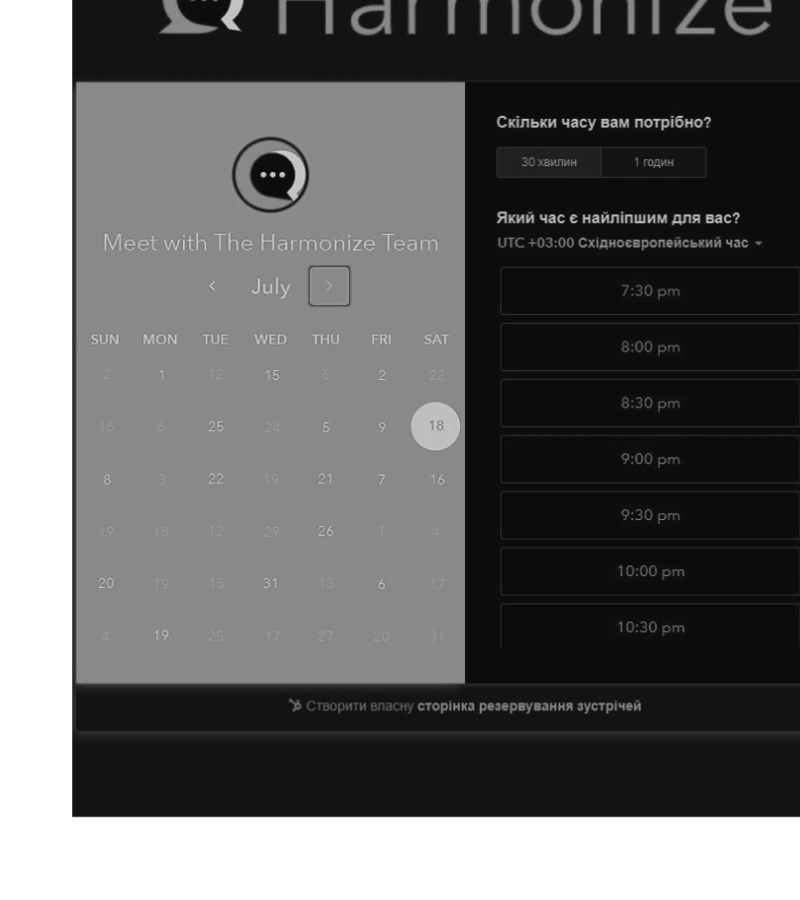 Harmonize
Meet with The Harmonize Team
July
SUN MON TUE WED THU FRI SAT
2 1 12 15 6 2 22
15 6 25 24 5 9 18
8 3 22 19 21 7 16
19 18 12 29 26 1 4
20 19 15 31 13 6 17
4 19 25 17 27 20 31
Скільки часу вам потрібно?
30 хвилин 1 годин
Який час є найліпшим для вас?
UTC +03:00 Східноєвропейський час
7:30 pm
8:00 pm
8:30 pm
9:00 pm
9:30 pm
10:00 pm
10:30 pm
Створити власну сторінка резервування зустрічей